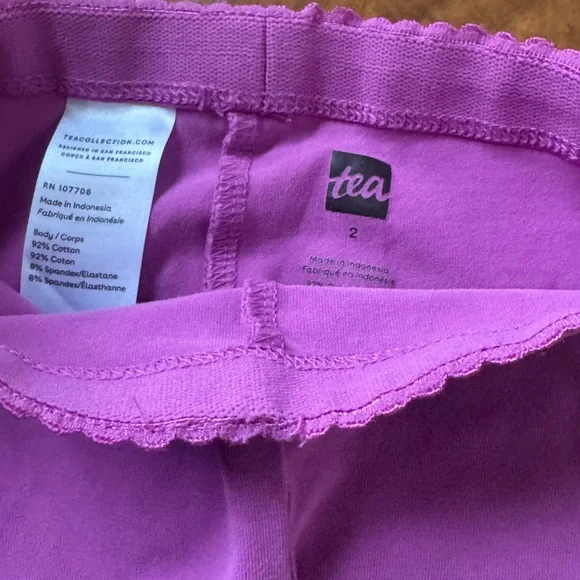 TEACOLLECTION.COM
DESIGNED IN SAN FRANCISCO
CONÇU À SAN FRANCISCO
RN 107708
Made in Indonesia
Fabriqué en Indonésie
Body / Corps
92% Cotton
92% Coton
8% Spandex/Elastane
8% Spandex/Élasthanne
tea
2
Made in Indonesia
Fabriqué en Indonésie